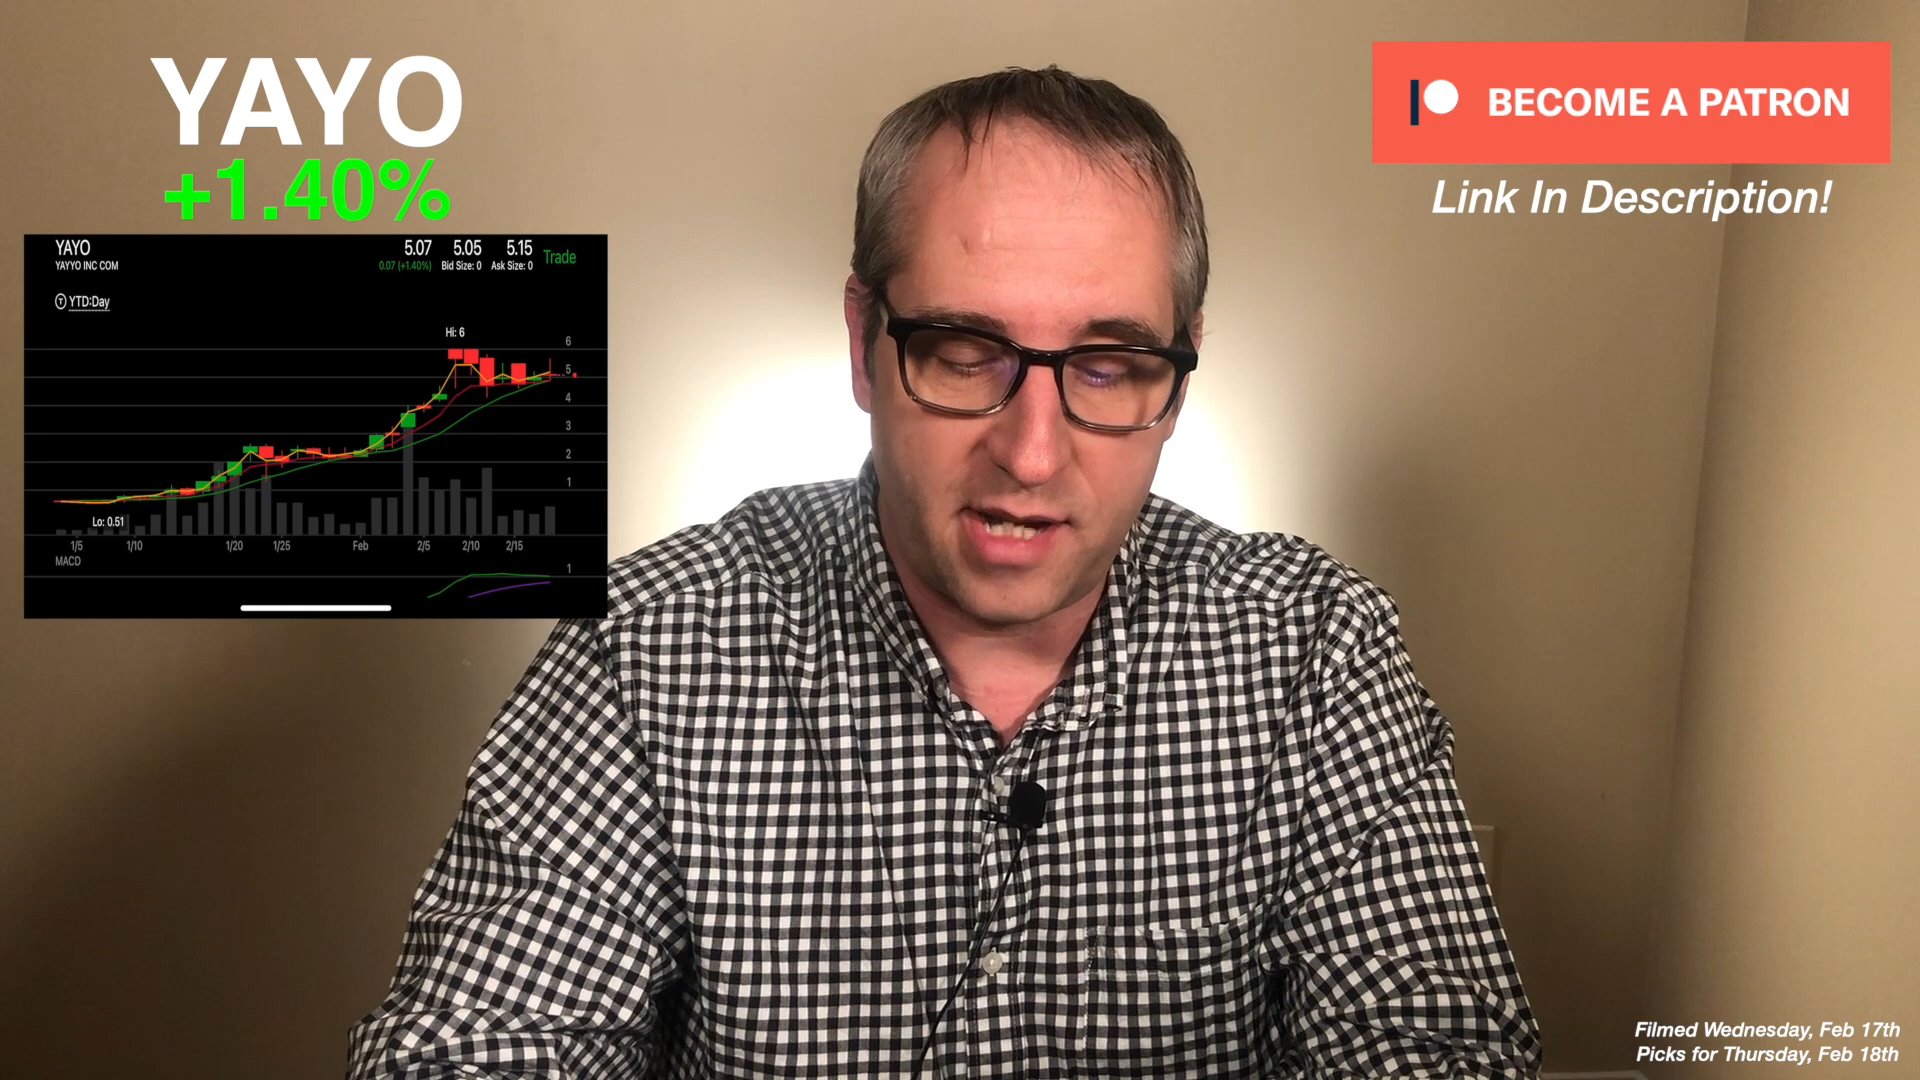 YAYO
+1.40%
YAYO
YAYYO INC COM
5.07 5.05 5.15
0.07 (+1.40%) Bid Size: 0 Ask Size: 0
Trade
T YTD:Day
Hi: 6
6
5
4
3
2
1
Lo: 0.51
1/5 1/10 1/20 1/25 Feb 2/5 2/10 2/15
MACD
1
BECOME A PATRON
Link In Description!
Filmed Wednesday, Feb 17th
Picks for Thursday, Feb 18th